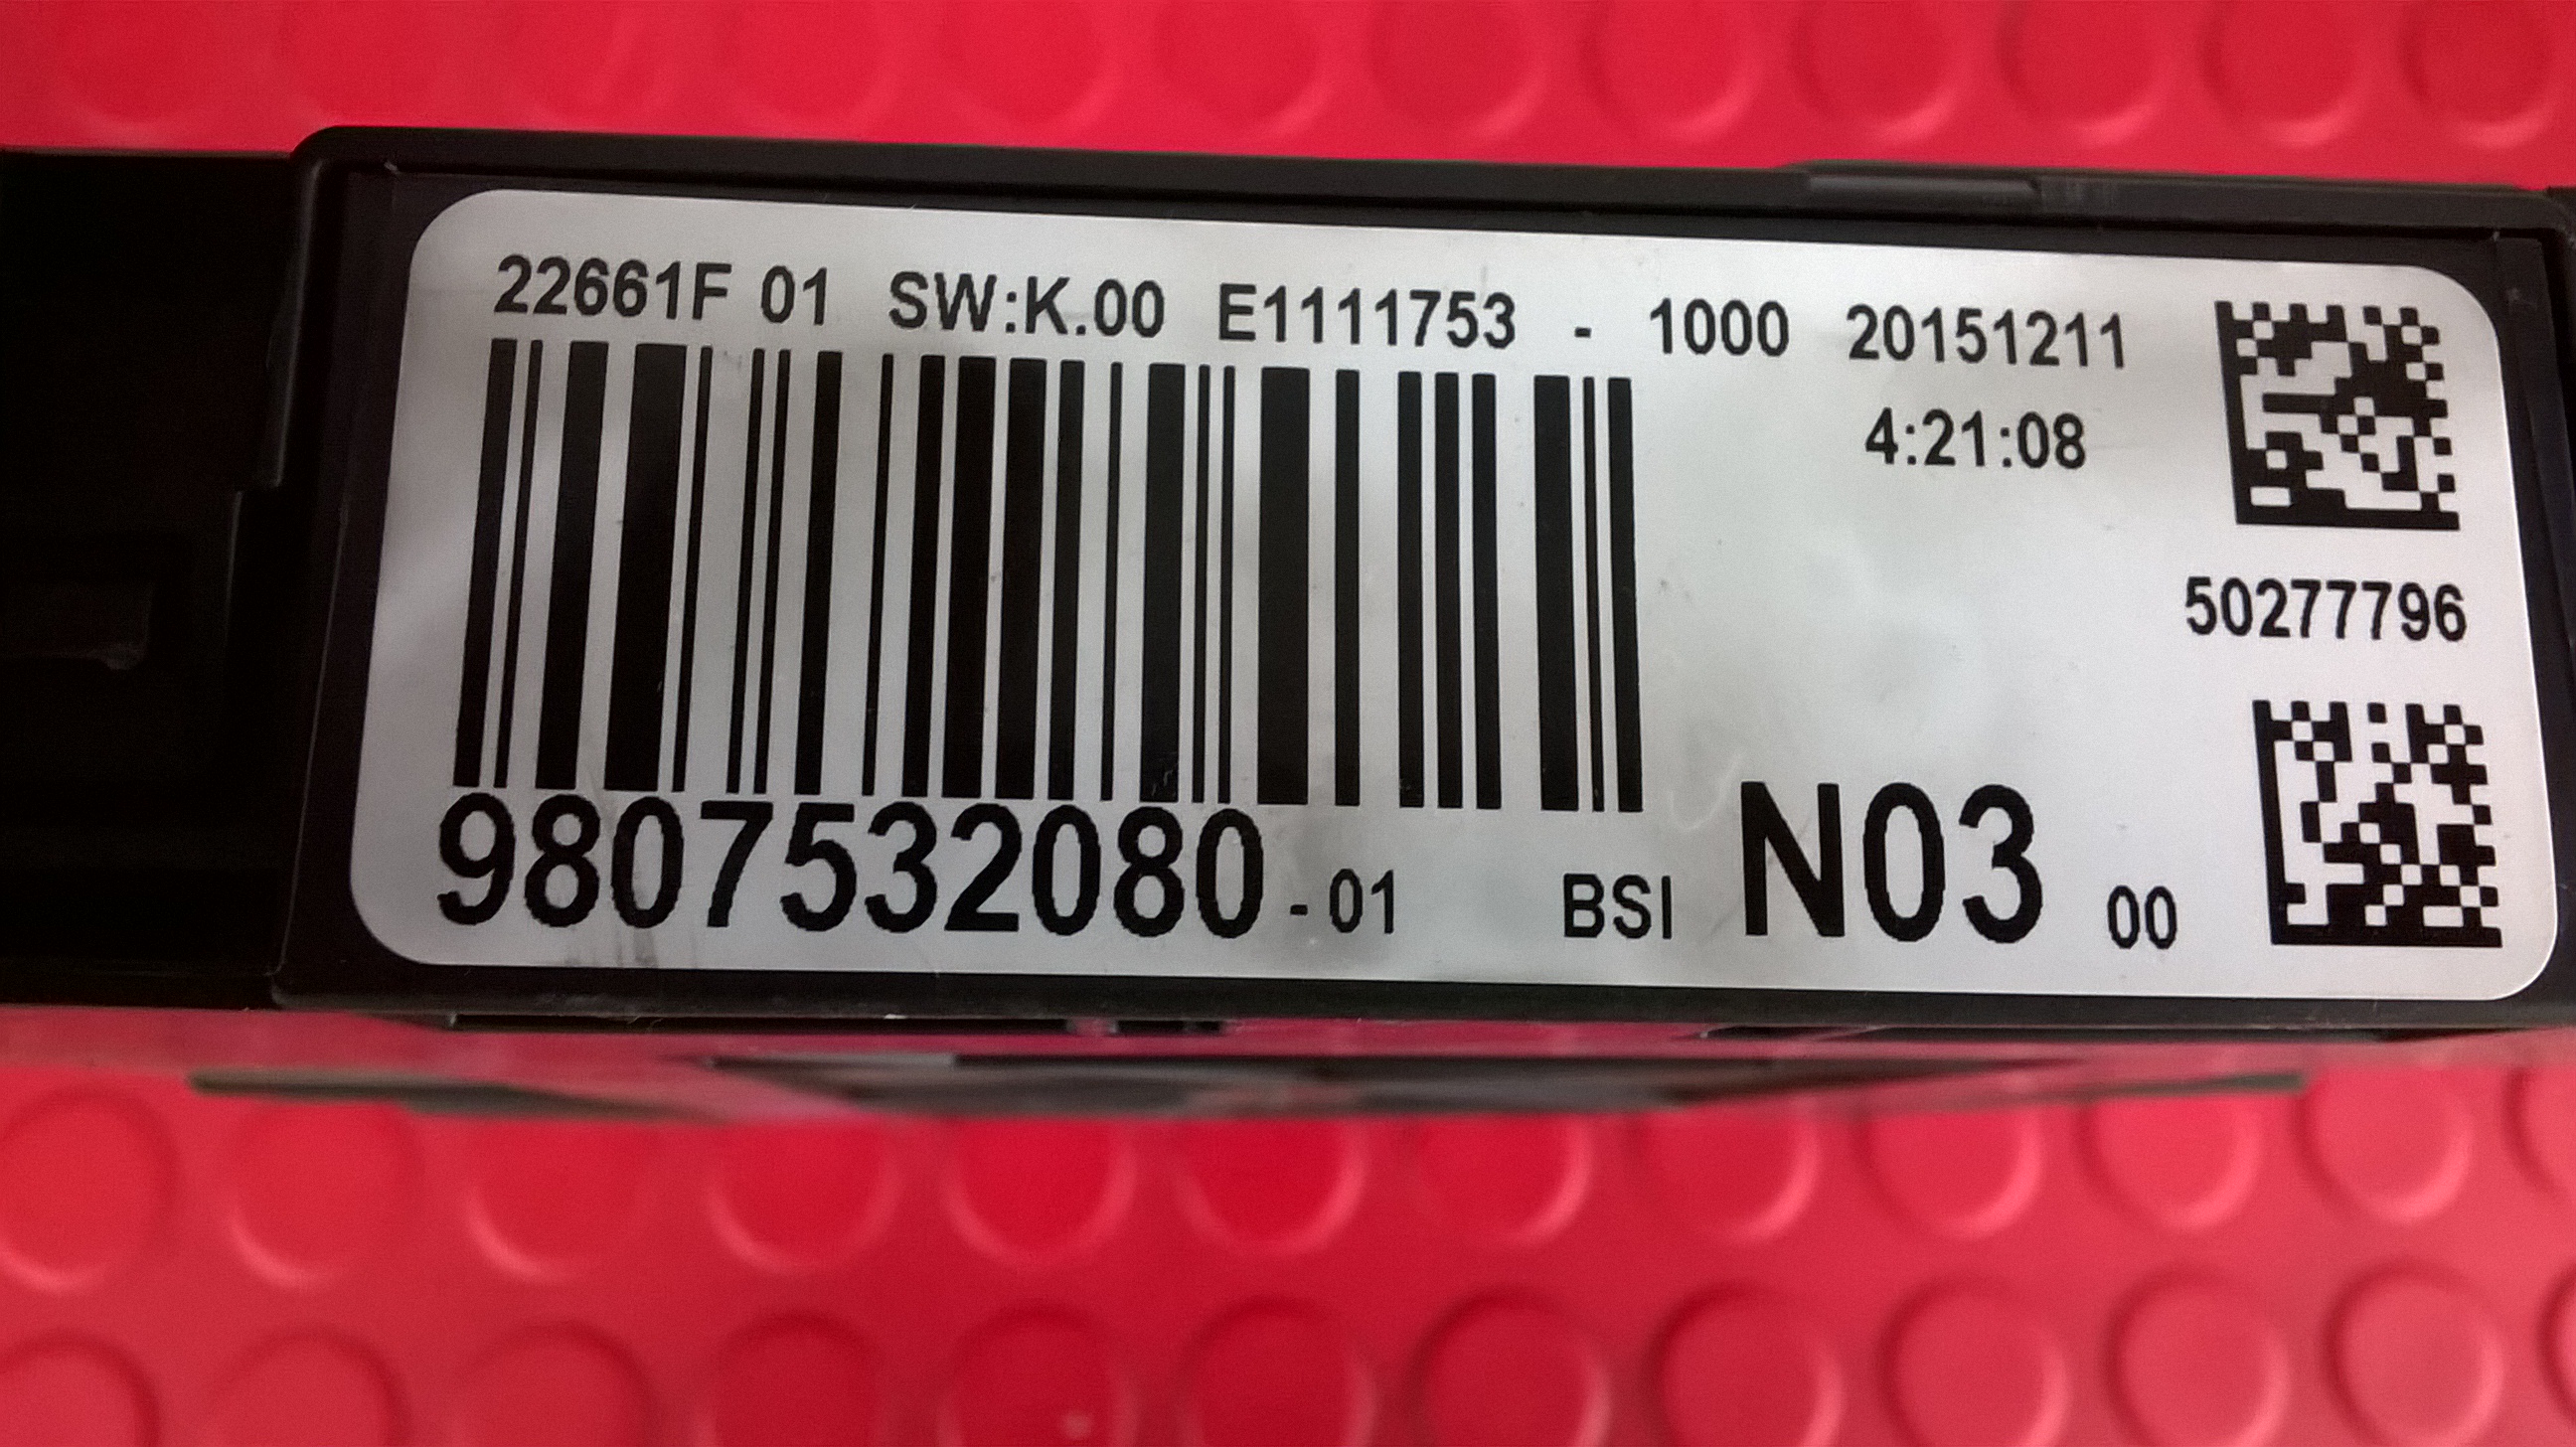 22661F 01 SW:K.00 E1111753 - 1000 20151211
4:21:08
50277796
9807532080 - 01 BSI N03 00